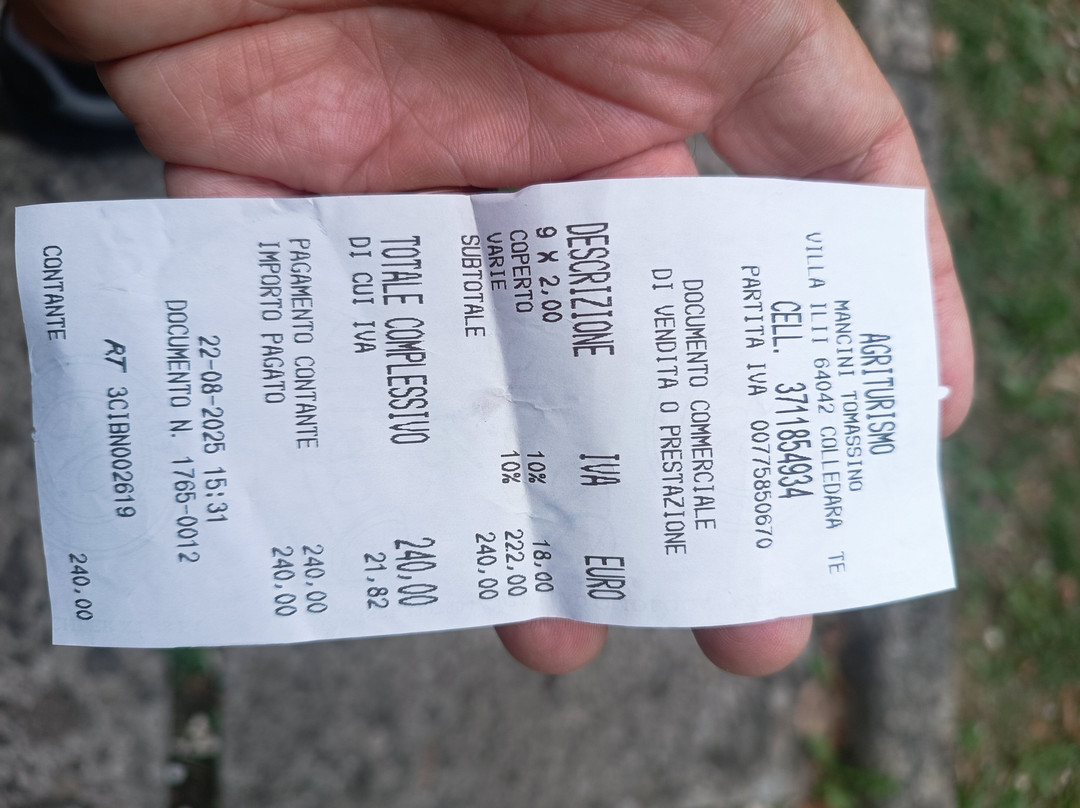 AGRITURISMO
MANCINI TOMASSINO
VILLA ILII 64042 COLLEDARA TE
CELL. 3711854934
PARTITA IVA 00775850670
DOCUMENTO COMMERCIALE
DI VENDITA O PRESTAZIONE
DESCRIZIONE IVA EURO
9 X 2,00
COPERTO 10% 18,00
VARIE 10% 222,00
SUBTOTALE 240,00
TOTALE COMPLESSIVO 240,00
DI CUI IVA 21,82
PAGAMENTO CONTANTE 240,00
IMPORTO PAGATO 240,00
22-08-2025 15:31
DOCUMENTO N. 1765-0012
RT 3CIBN002619
CONTANTE 240,00